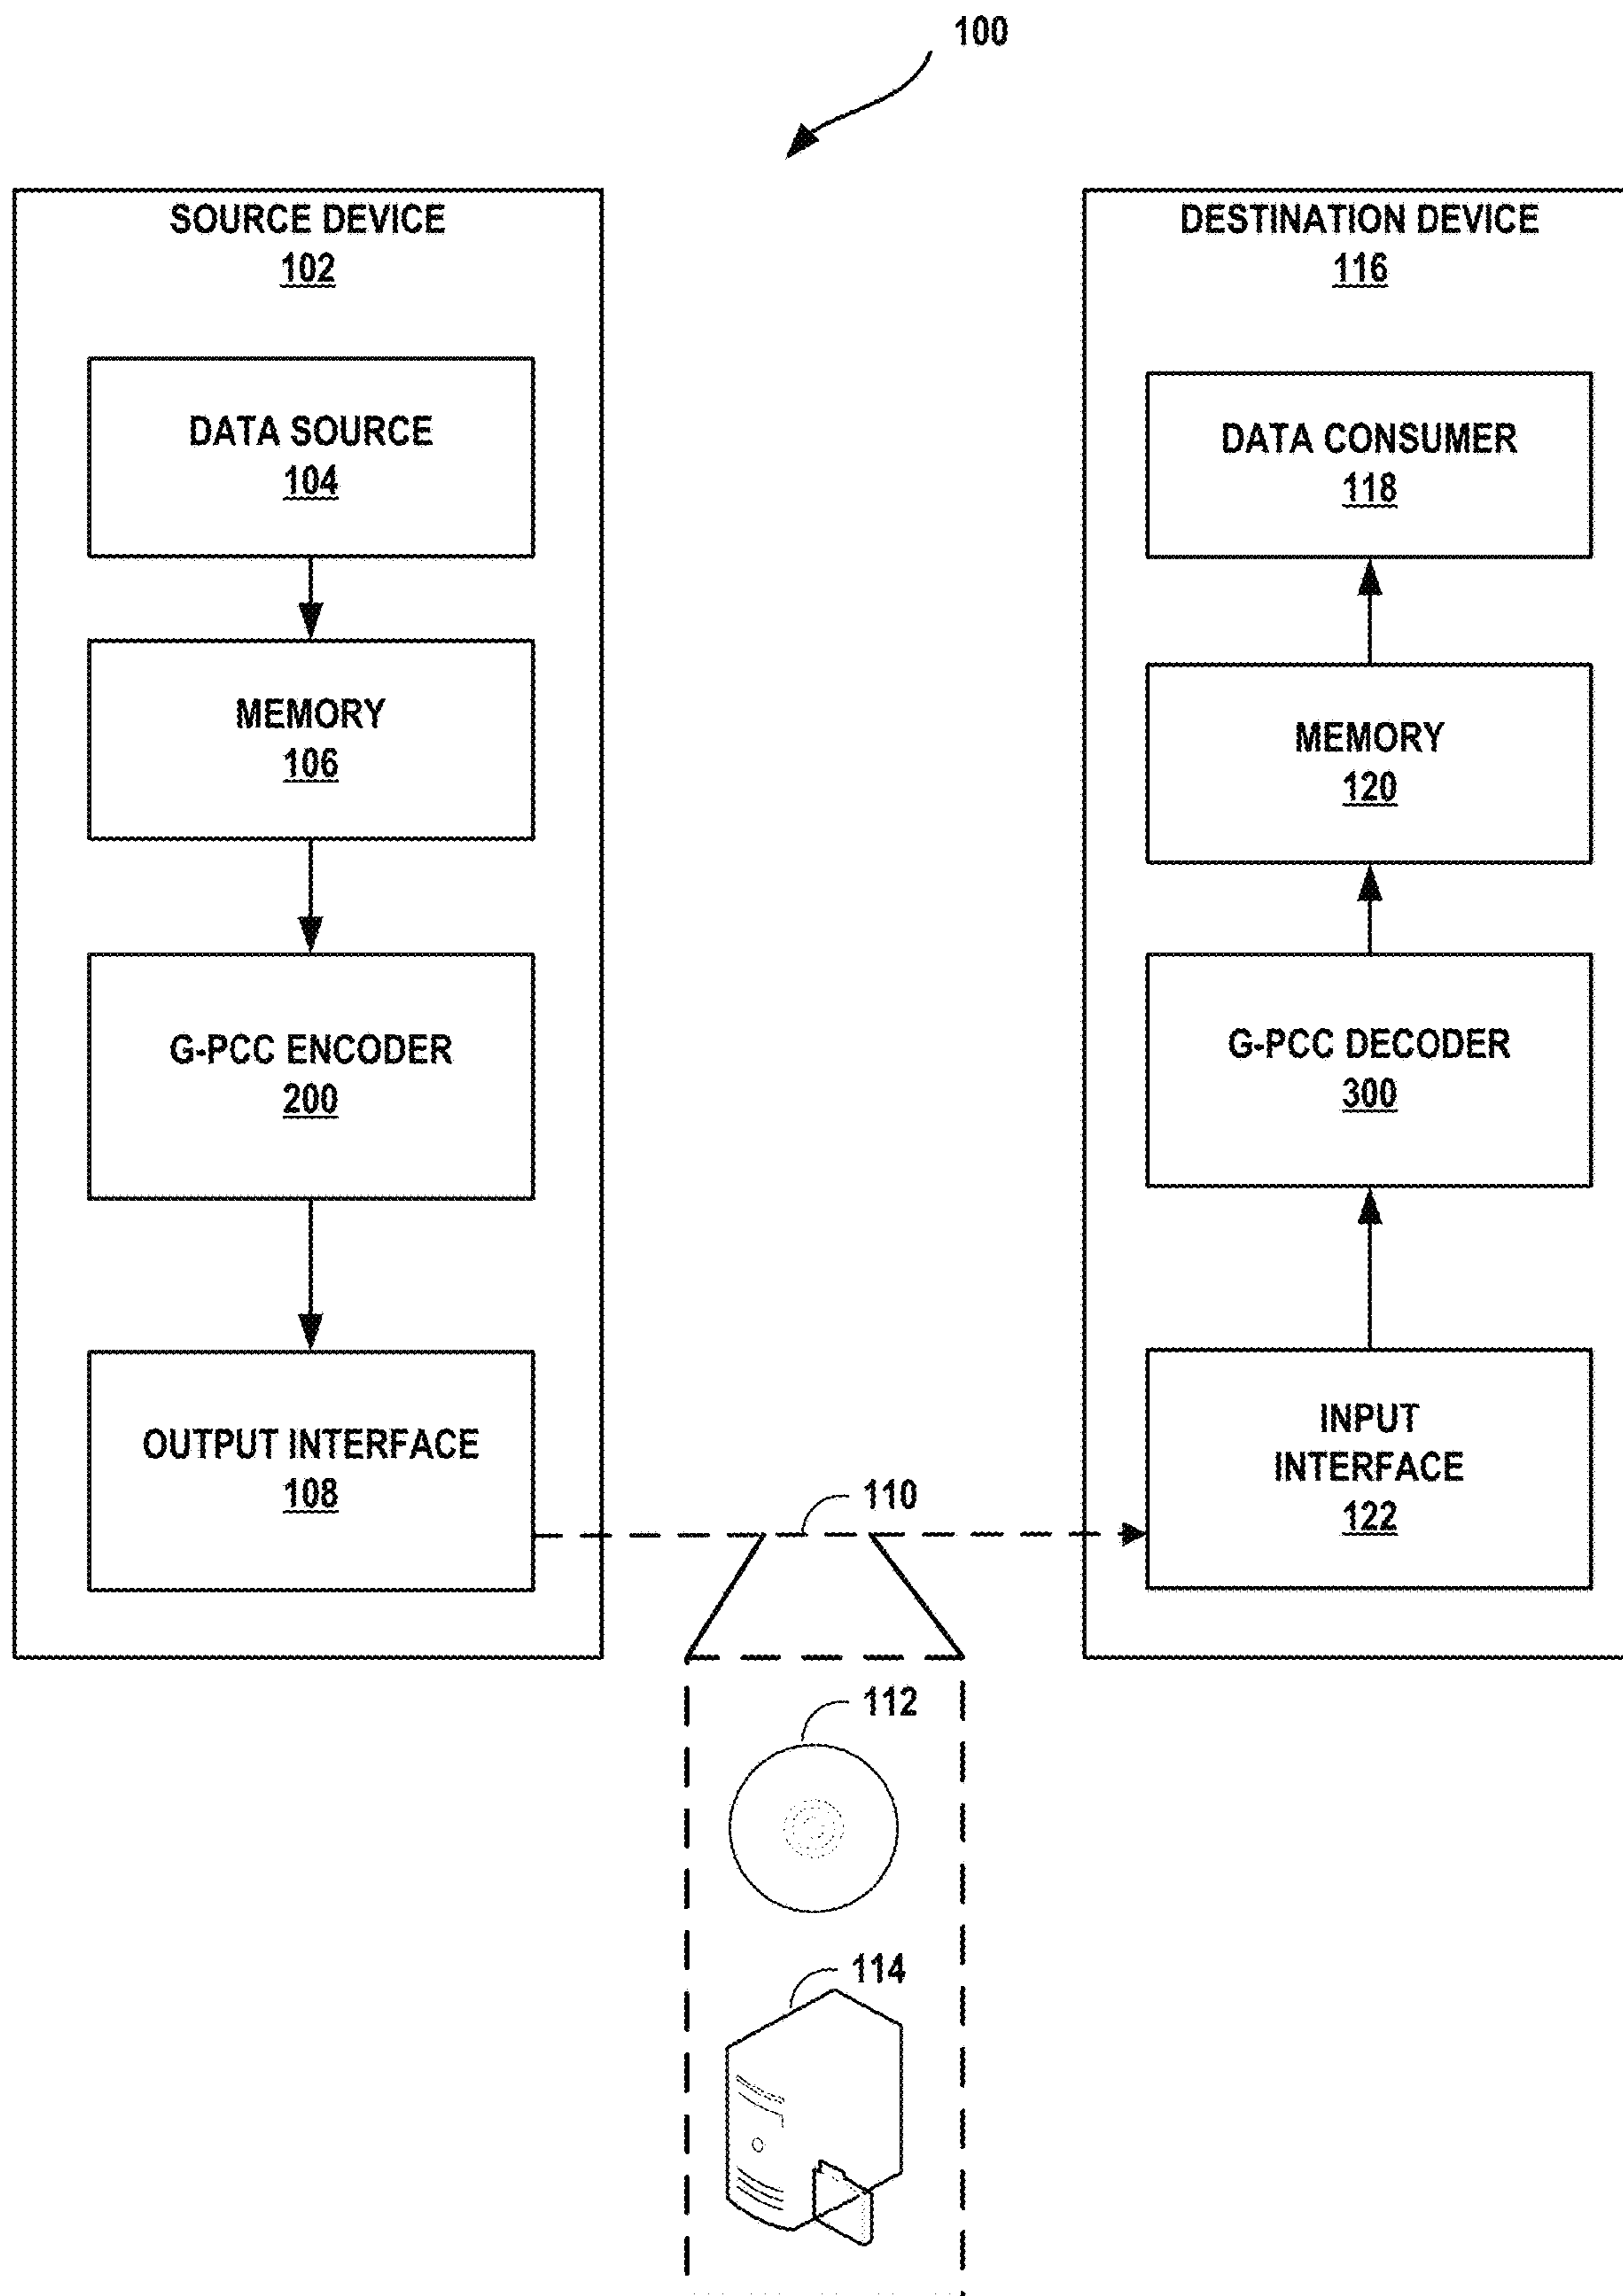 100
SOURCE DEVICE
102
DATA SOURCE
104
MEMORY
106
G-PCC ENCODER
200
OUTPUT INTERFACE
108
DESTINATION DEVICE
116
DATA CONSUMER
118
MEMORY
120
G-PCC DECODER
300
INPUT
INTERFACE
122
110
112
114